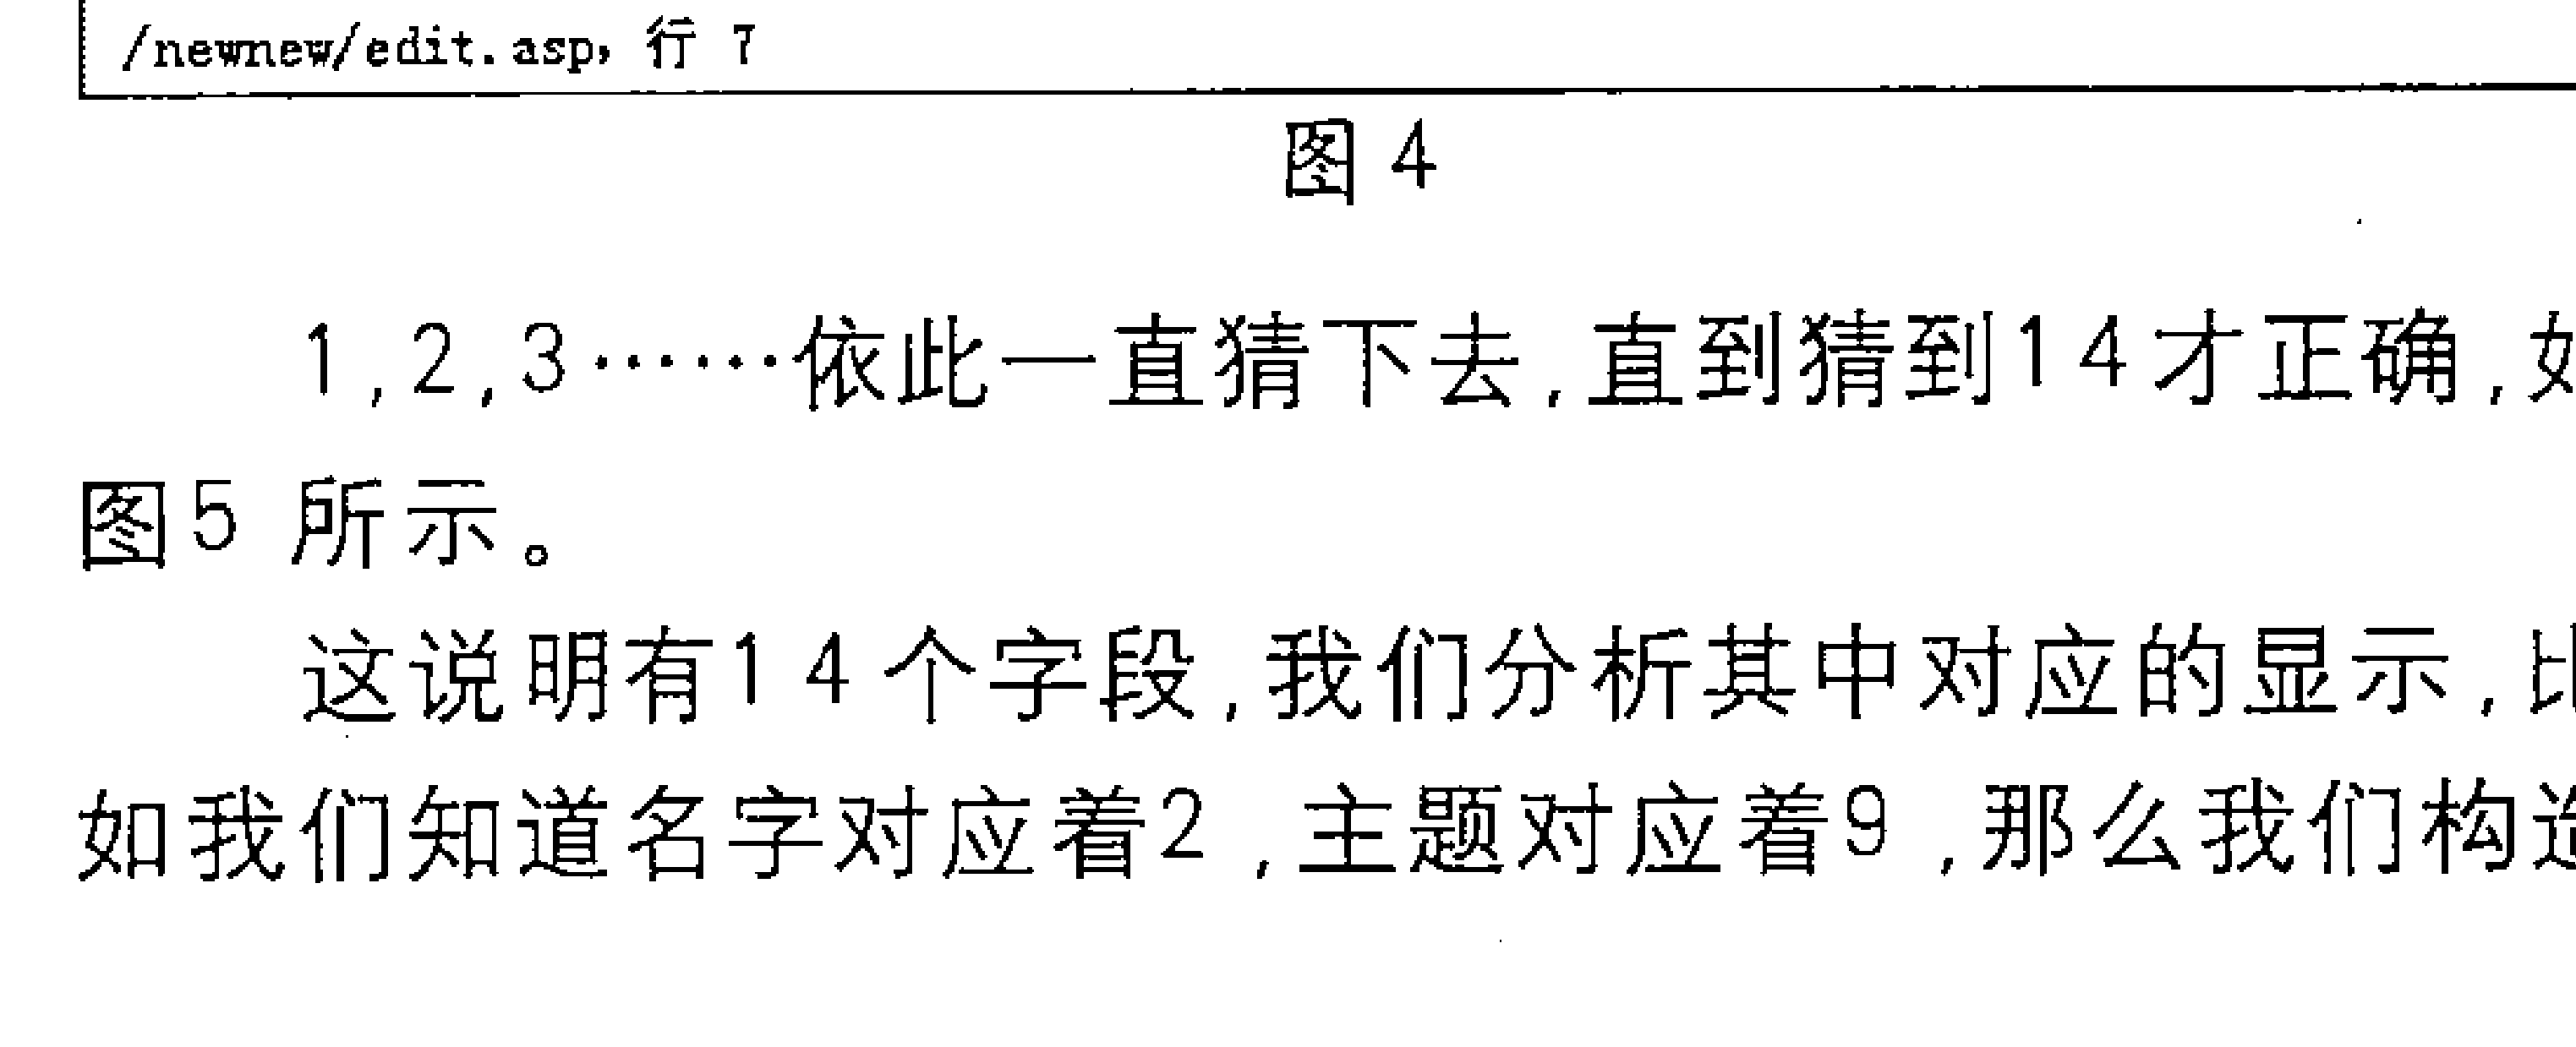 /newnew/edit.asp, 行 7
图 4
1,2,3……依此一直猜下去,直到猜到14才正确,如
图5 所示。
这说明有14个字段,我们分析其中对应的显示,比
如我们知道名字对应着2,主题对应着9,那么我们构造